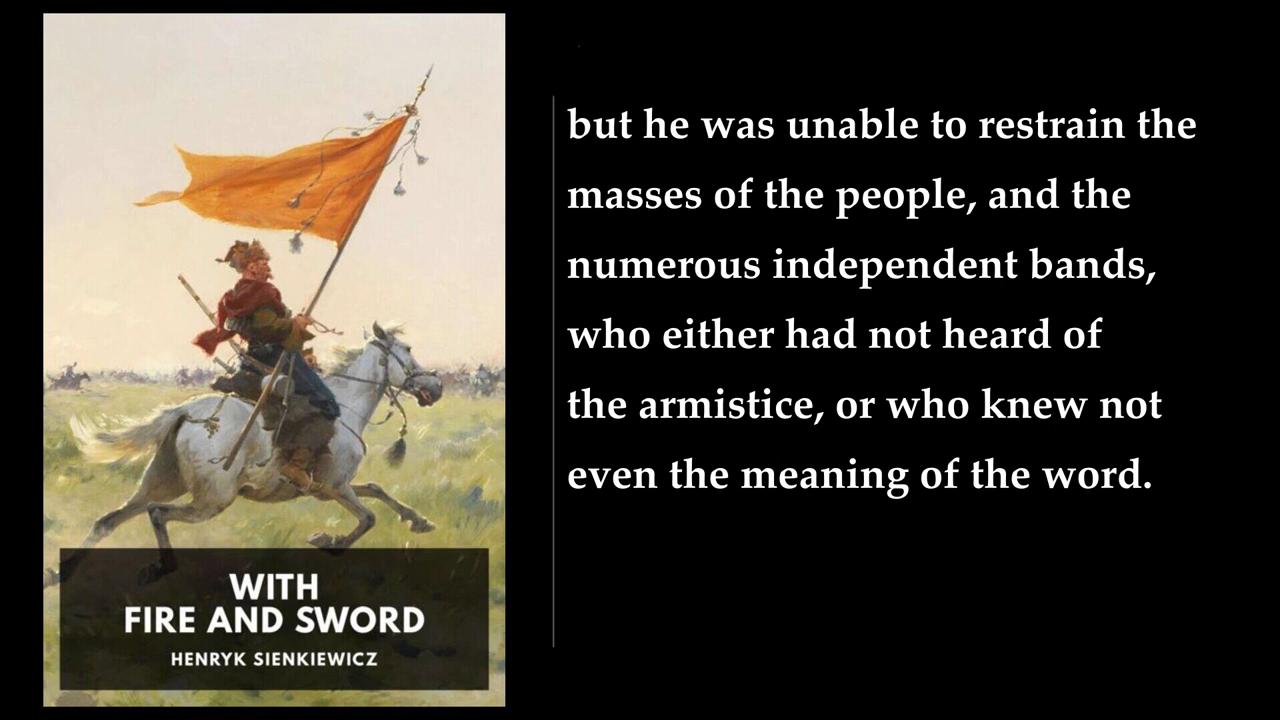 but he was unable to restrain the
masses of the people, and the
numerous independent bands,
who either had not heard of
the armistice, or who knew not
even the meaning of the word.
WITH
FIRE AND SWORD
HENRYK SIENKIEWICZ